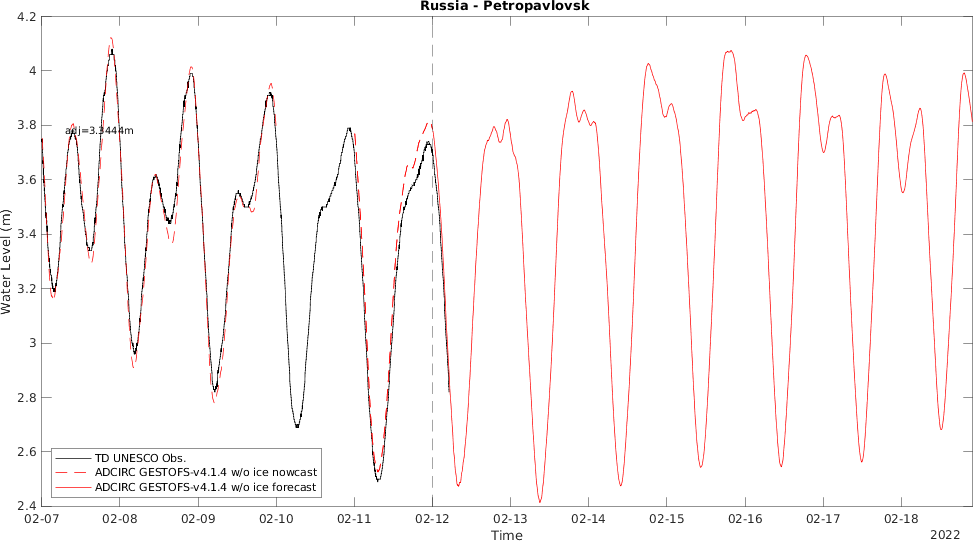 Russia - Petropavlovsk
Water Level (m)
4.2
4
3.8
3.6
3.4
3.2
3
2.8
2.6
2.4
adj=3.3444m
TD UNESCO Obs.
ADCIRC GESTOFS-v4.1.4 w/o ice nowcast
ADCIRC GESTOFS-v4.1.4 w/o ice forecast
02-07 02-08 02-09 02-10 02-11 02-12 02-13 02-14 02-15 02-16 02-17 02-18
Time
2022